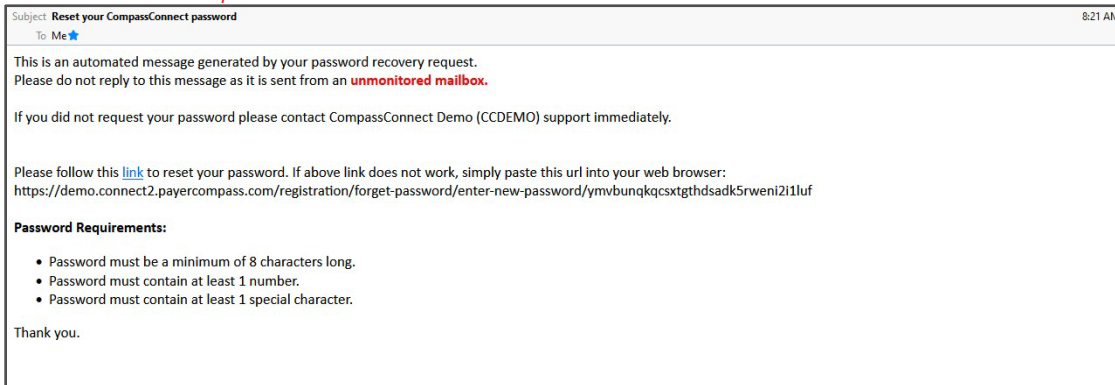 Subject Reset your CompassConnect password 8:21 AM
To Me
This is an automated message generated by your password recovery request.
Please do not reply to this message as it is sent from an unmonitored mailbox.
If you did not request your password please contact CompassConnect Demo (CCDEMO) support immediately.
Please follow this link to reset your password. If above link does not work, simply paste this url into your web browser:
https://demo.connect2.payercompass.com/registration/forget-password/enter-new-password/ymvbunqkqcsxtgthdsadk5rweni2i1luf
Password Requirements:
• Password must be a minimum of 8 characters long.
• Password must contain at least 1 number.
• Password must contain at least 1 special character.
Thank you.